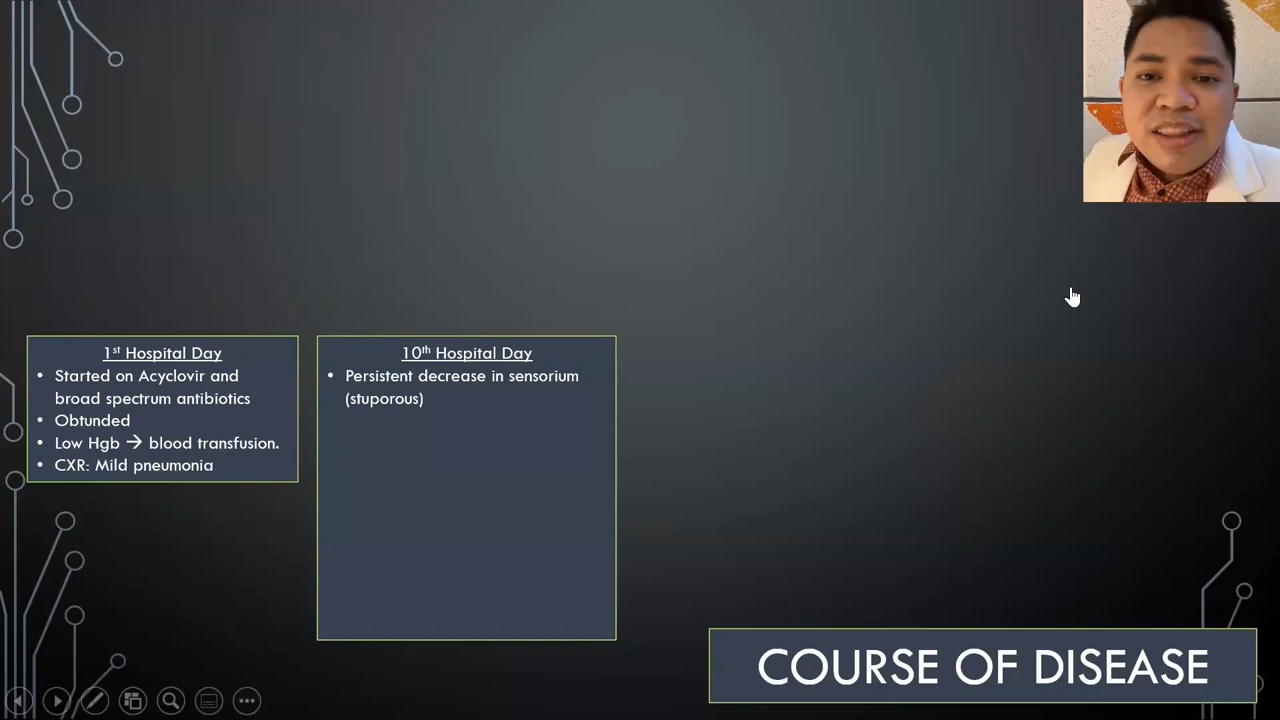 1st Hospital Day
• Started on Acyclovir and
broad spectrum antibiotics
• Obtunded
• Low Hgb → blood transfusion.
• CXR: Mild pneumonia
10th Hospital Day
• Persistent decrease in sensorium
(stuporous)
COURSE OF DISEASE